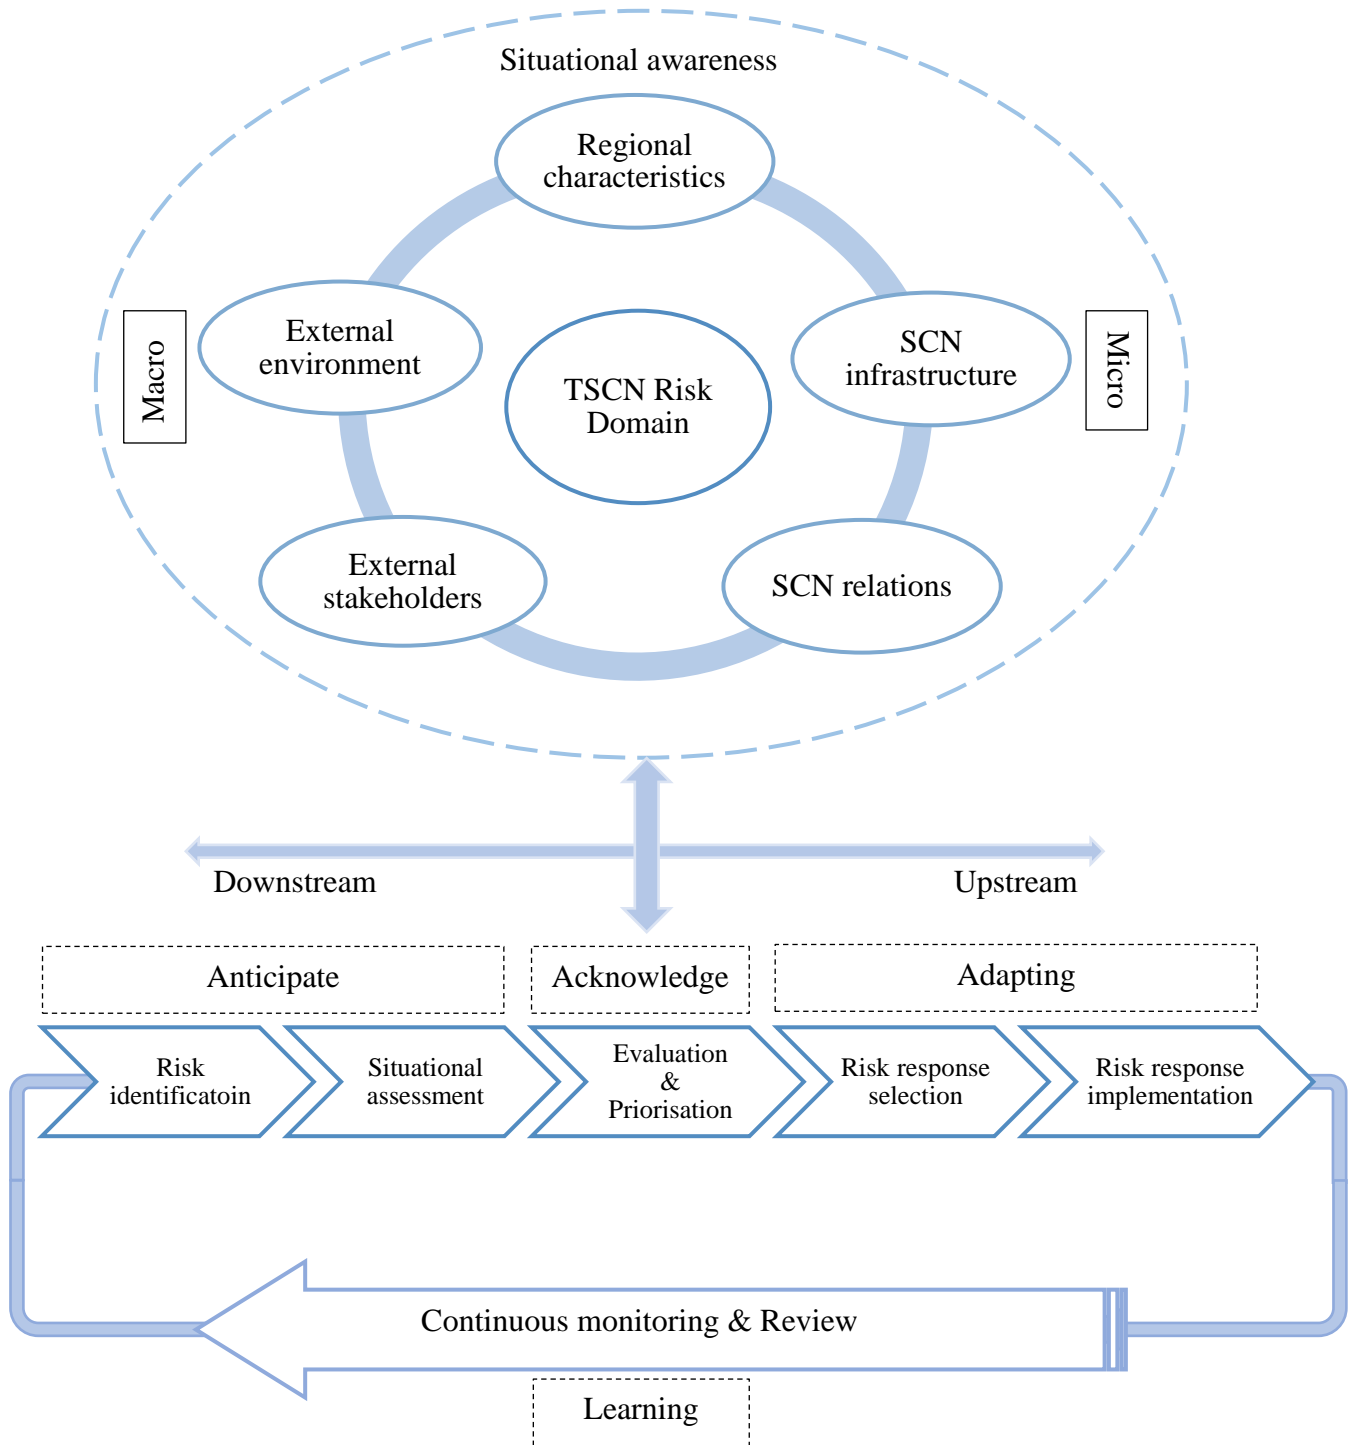 Situational awareness
Regional
characteristics
External
environment
SCN
infrastructure
Macro
Micro
TSCN Risk
Domain
External
stakeholders
SCN relations
Downstream
Upstream
Anticipate
Acknowledge
Adapting
Risk
identificatoin
Situational
assessment
Evaluation
&
Priorisation
Risk response
selection
Risk response
implementation
Continuous monitoring & Review
Learning